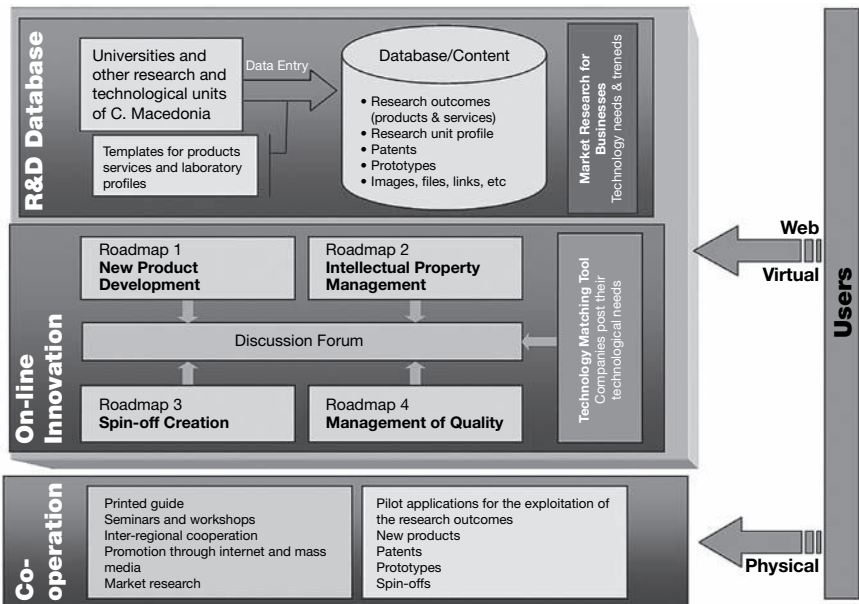 R&D Database
Universities and
other research and
technological units
of C. Macedonia
Data Entry
Templates for products
services and laboratory
profiles
Database/Content
• Research outcomes
(products & services)
• Research unit profile
• Patents
• Prototypes
• Images, files, links, etc
Market Research for
Businesses
Technology needs & treneds
On-line
Innovation
Roadmap 1
New Product
Development
Roadmap 2
Intellectual Property
Management
Discussion Forum
Roadmap 3
Spin-off Creation
Roadmap 4
Management of Quality
Technology Matching Tool
Companies post their
technological needs
Web
Virtual
Users
Co-
operation
Printed guide
Seminars and workshops
Inter-regional cooperation
Promotion through internet and mass
media
Market research
Pilot applications for the exploitation of
the research outcomes
New products
Patents
Prototypes
Spin-offs
Physical